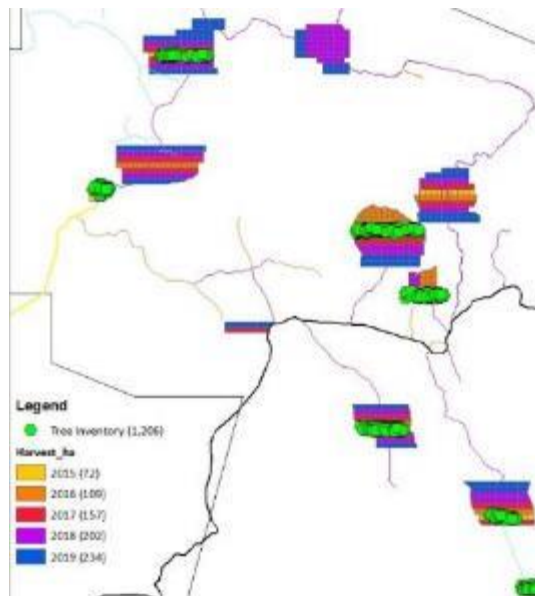 Legend
Tree Inventory (1,206)
Harvest_ha
2015 (72)
2016 (109)
2017 (157)
2018 (202)
2019 (234)